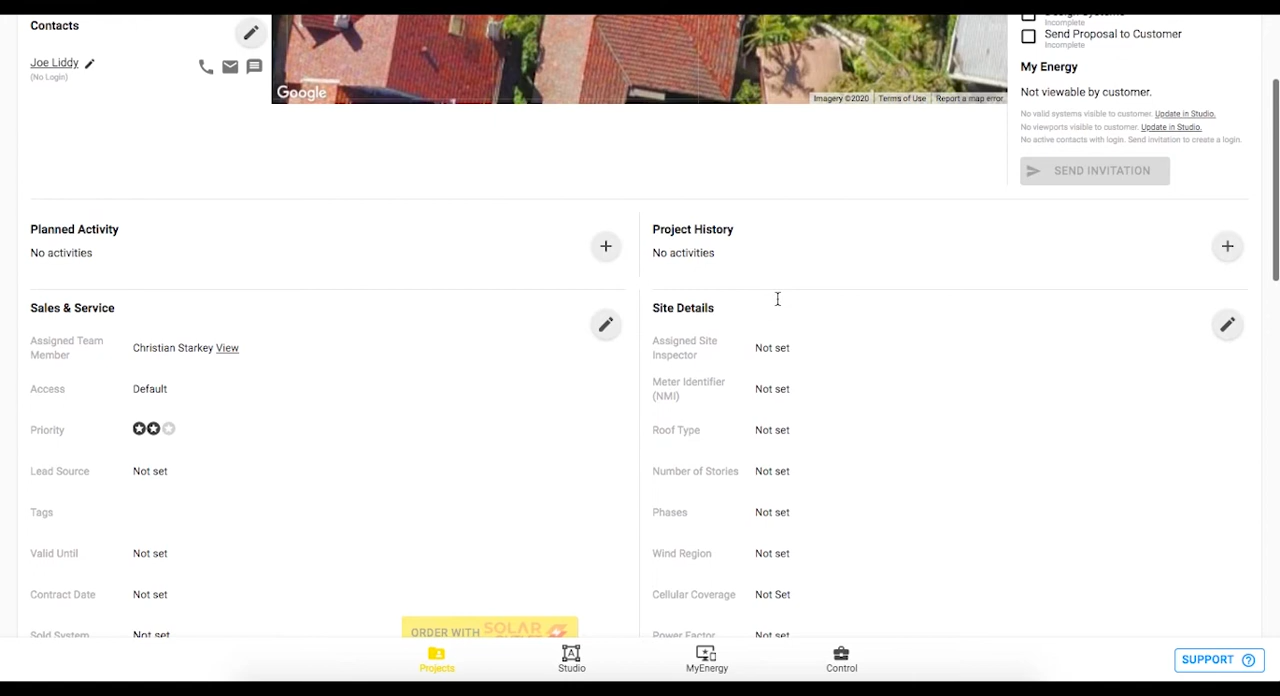 Contacts
Joe Liddy
(No Login)
Google
Imagery ©2020 Terms of Use Report a map error
Incomplete
Send Proposal to Customer
Incomplete
My Energy
Not viewable by customer.
No valid systems visible to customer. Update in Studio.
No viewports visible to customer. Update in Studio.
No active contacts with login. Send invitation to create a login.
SEND INVITATION
Planned Activity
No activities
Project History
No activities
Sales & Service
Assigned Team
Member
Christian Starkey View
Access
Default
Priority
Lead Source
Not set
Tags
Valid Until
Not set
Contract Date
Not set
Sold System
Not set
ORDER WITH SOLAR
Site Details
Assigned Site
Inspector
Not set
Meter Identifier
(NMI)
Not set
Roof Type
Not set
Number of Stories
Not set
Phases
Not set
Wind Region
Not set
Cellular Coverage
Not Set
Power Factor
Not set
Projects
Studio
MyEnergy
Control
SUPPORT